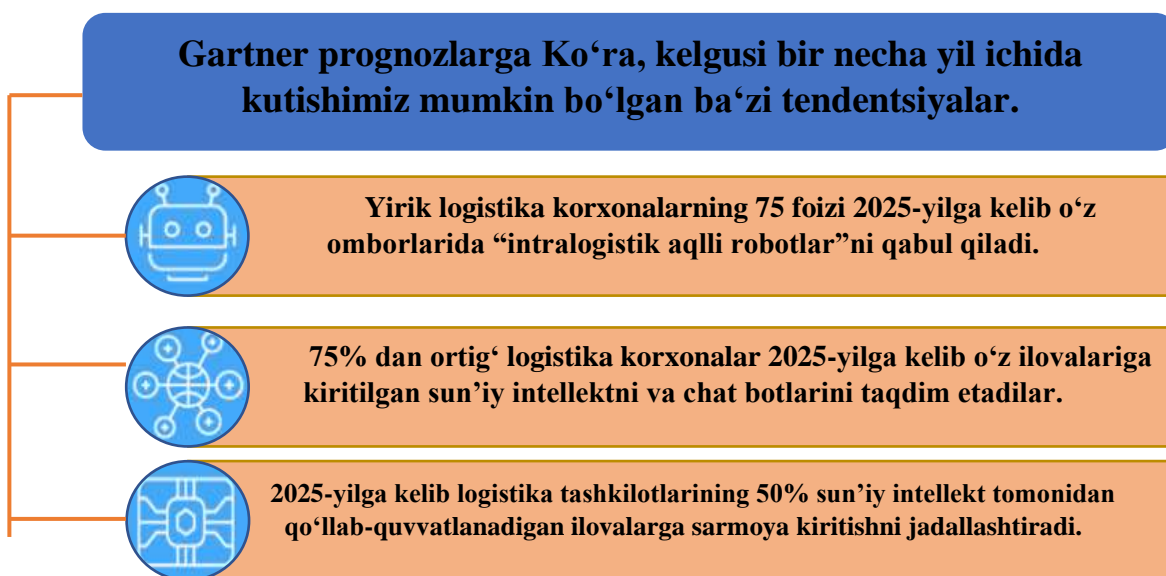 Gartner prognozlarga Ko‘ra, kelgusi bir necha yil ichida
kutishimiz mumkin bo‘lgan ba‘zi tendentsiyalar.
Yirik logistika korxonalarning 75 foizi 2025-yilga kelib o‘z
omborlarida “intralogistik aqlli robotlar”ni qabul qiladi.
75% dan ortig‘ logistika korxonalar 2025-yilga kelib o‘z ilovalariga
kiritilgan sun’iy intellektni va chat botlarini taqdim etadilar.
2025-yilga kelib logistika tashkilotlarining 50% sun’iy intellekt tomonidan
qo‘llab-quvvatlanadigan ilovalarga sarmoya kiritishni jadallashtiradi.